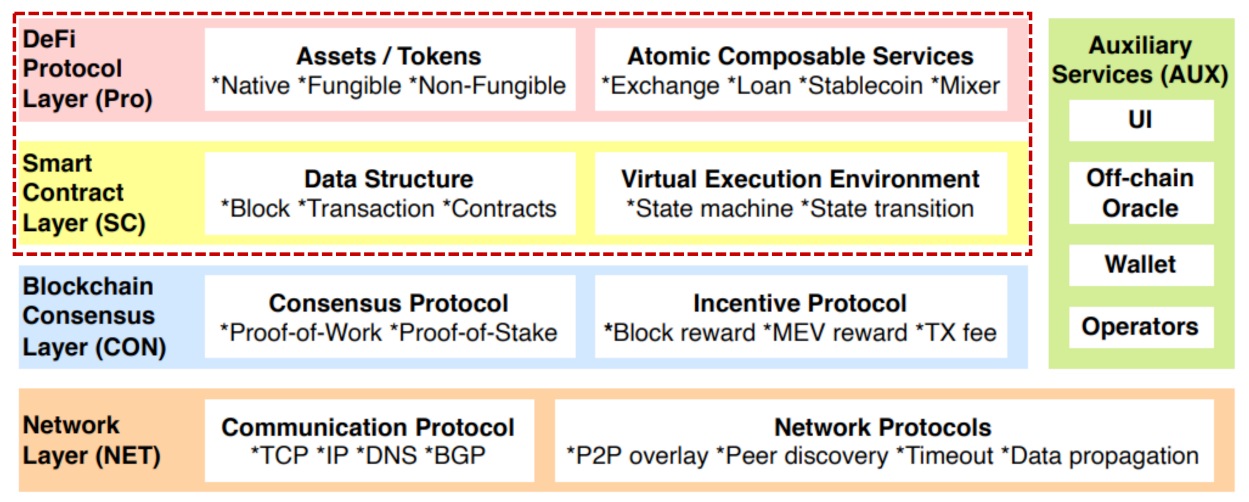 DeFi
Protocol
Layer (Pro)
Assets / Tokens
*Native *Fungible *Non-Fungible
Atomic Composable Services
*Exchange *Loan *Stablecoin *Mixer
Smart
Contract
Layer (SC)
Data Structure
*Block *Transaction *Contracts
Virtual Execution Environment
*State machine *State transition
Blockchain
Consensus
Layer (CON)
Consensus Protocol
*Proof-of-Work *Proof-of-Stake
Incentive Protocol
*Block reward *MEV reward *TX fee
Auxiliary
Services (AUX)
UI
Off-chain
Oracle
Wallet
Operators
Network
Layer (NET)
Communication Protocol
*TCP *IP *DNS *BGP
Network Protocols
*P2P overlay *Peer discovery *Timeout *Data propagation